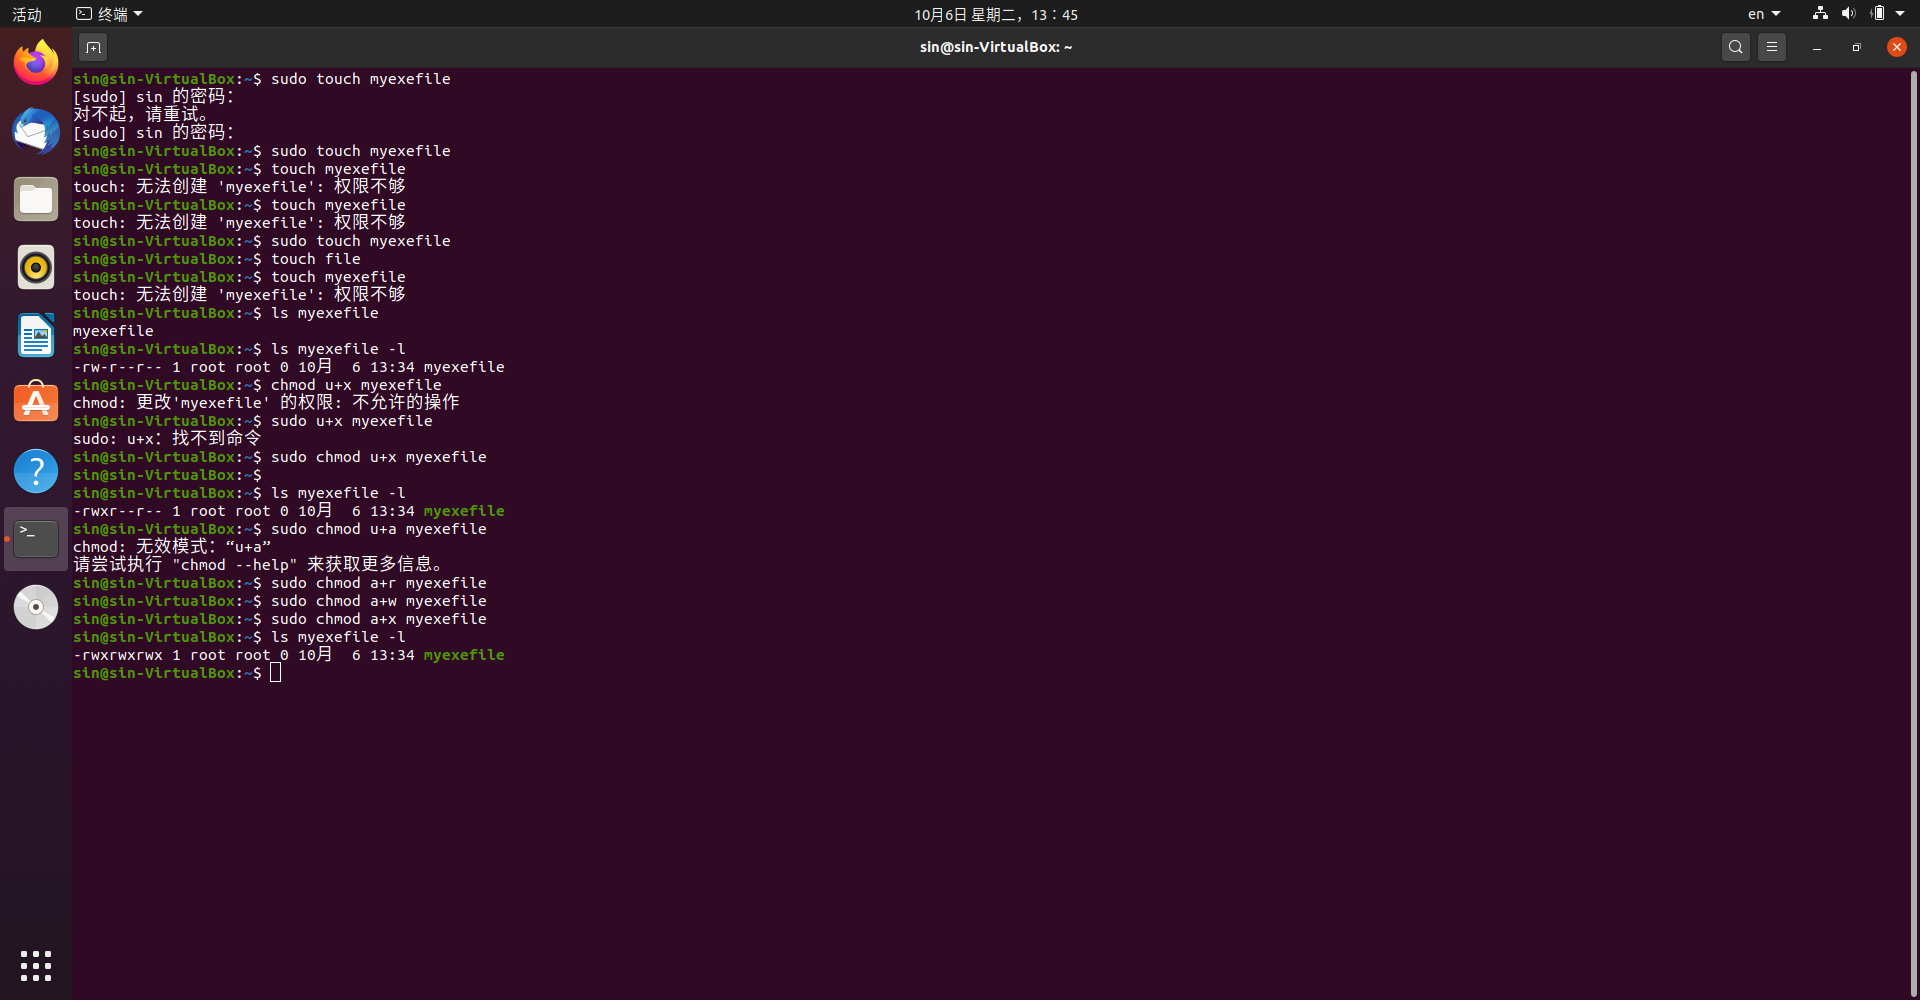 活动 终端 10月6日 星期二，13：45 en
sin@sin-VirtualBox: ~
sin@sin-VirtualBox:~$ sudo touch myexefile
[sudo] sin 的密码：
对不起，请重试。
[sudo] sin 的密码：
sin@sin-VirtualBox:~$ sudo touch myexefile
sin@sin-VirtualBox:~$ touch myexefile
touch: 无法创建 'myexefile': 权限不够
sin@sin-VirtualBox:~$ touch myexefile
touch: 无法创建 'myexefile': 权限不够
sin@sin-VirtualBox:~$ sudo touch myexefile
sin@sin-VirtualBox:~$ touch file
sin@sin-VirtualBox:~$ touch myexefile
touch: 无法创建 'myexefile': 权限不够
sin@sin-VirtualBox:~$ ls myexefile
myexefile
sin@sin-VirtualBox:~$ ls myexefile -l
-rw-r--r-- 1 root root 0 10月  6 13:34 myexefile
sin@sin-VirtualBox:~$ chmod u+x myexefile
chmod: 更改'myexefile' 的权限: 不允许的操作
sin@sin-VirtualBox:~$ sudo u+x myexefile
sudo: u+x：找不到命令
sin@sin-VirtualBox:~$ sudo chmod u+x myexefile
sin@sin-VirtualBox:~$
sin@sin-VirtualBox:~$ ls myexefile -l
-rwxr--r-- 1 root root 0 10月  6 13:34 myexefile
sin@sin-VirtualBox:~$ sudo chmod u+a myexefile
chmod: 无效模式：“u+a”
请尝试执行 "chmod --help" 来获取更多信息。
sin@sin-VirtualBox:~$ sudo chmod a+r myexefile
sin@sin-VirtualBox:~$ sudo chmod a+w myexefile
sin@sin-VirtualBox:~$ sudo chmod a+x myexefile
sin@sin-VirtualBox:~$ ls myexefile -l
-rwxrwxrwx 1 root root 0 10月  6 13:34 myexefile
sin@sin-VirtualBox:~$